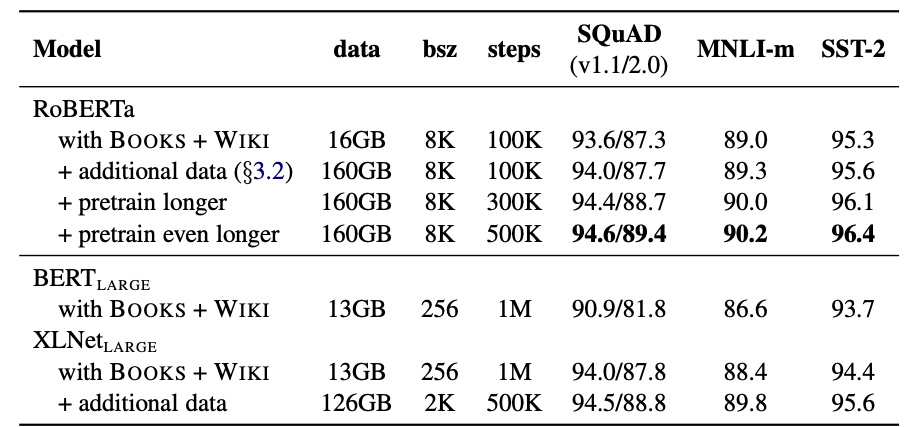 Model data bsz steps SQuAD (v1.1/2.0) MNLI-m SST-2
RoBERTa
with BOOKS + WIKI 16GB 8K 100K 93.6/87.3 89.0 95.3
+ additional data (§3.2) 160GB 8K 100K 94.0/87.7 89.3 95.6
+ pretrain longer 160GB 8K 300K 94.4/88.7 90.0 96.1
+ pretrain even longer 160GB 8K 500K 94.6/89.4 90.2 96.4
BERTLARGE
with BOOKS + WIKI 13GB 256 1M 90.9/81.8 86.6 93.7
XLNetLARGE
with BOOKS + WIKI 13GB 256 1M 94.0/87.8 88.4 94.4
+ additional data 126GB 2K 500K 94.5/88.8 89.8 95.6